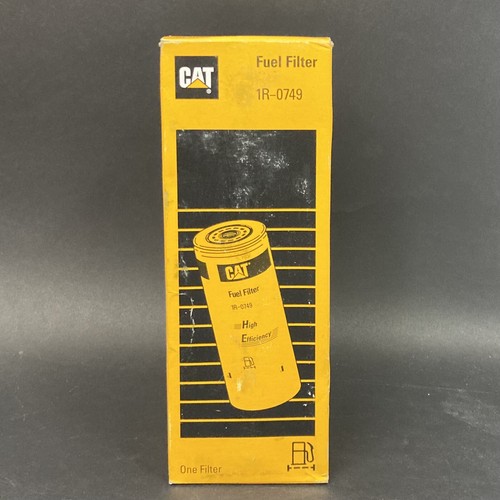 CAT
Fuel Filter
1R-0749
CAT
Fuel Filter
1R-0749
High
Efficiency
One Filter